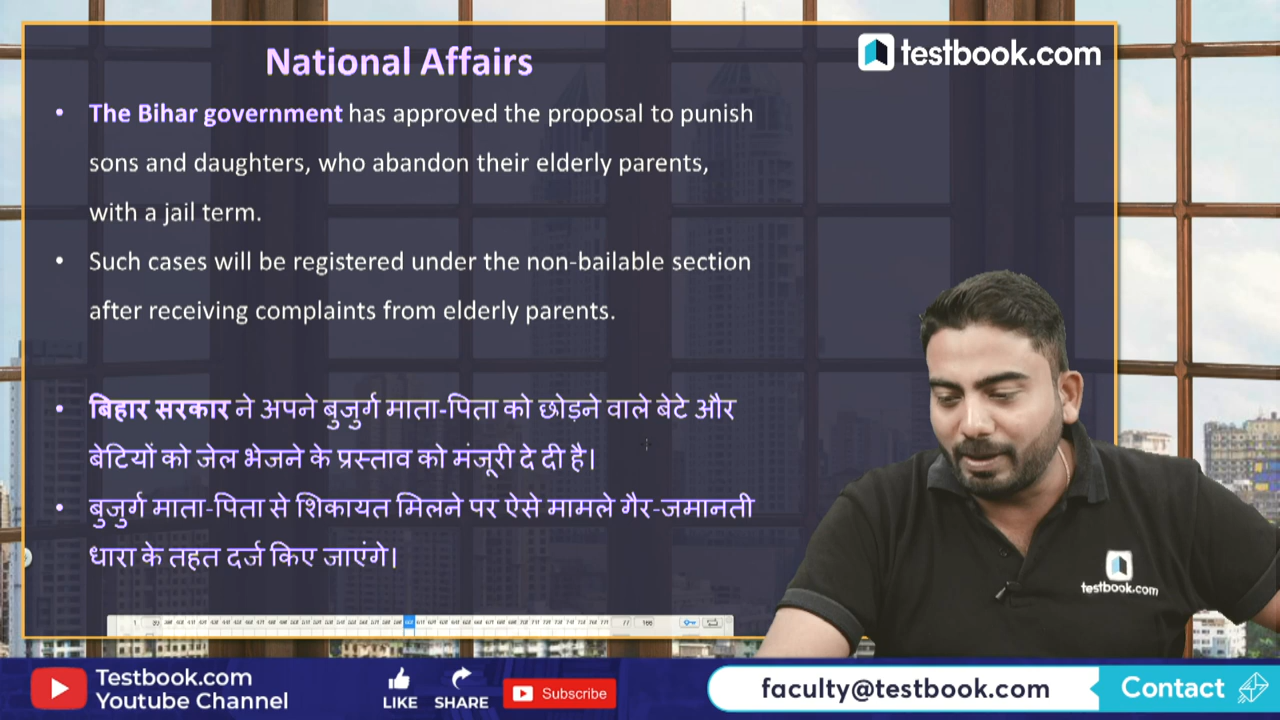 National Affairs
testbook.com
• The Bihar government has approved the proposal to punish
sons and daughters, who abandon their elderly parents,
with a jail term.
• Such cases will be registered under the non-bailable section
after receiving complaints from elderly parents.
• बिहार सरकार ने अपने बुजुर्ग माता-पिता को छोड़ने वाले बेटे और
बेटियों को जेल भेजने के प्रस्ताव को मंजूरी दे दी है।
• बुजुर्ग माता-पिता से शिकायत मिलने पर ऐसे मामले गैर-जमानती
धारा के तहत दर्ज किए जाएंगे।
testbook.com
Testbook.com
Youtube Channel
LIKE
SHARE
Subscribe
faculty@testbook.com
Contact